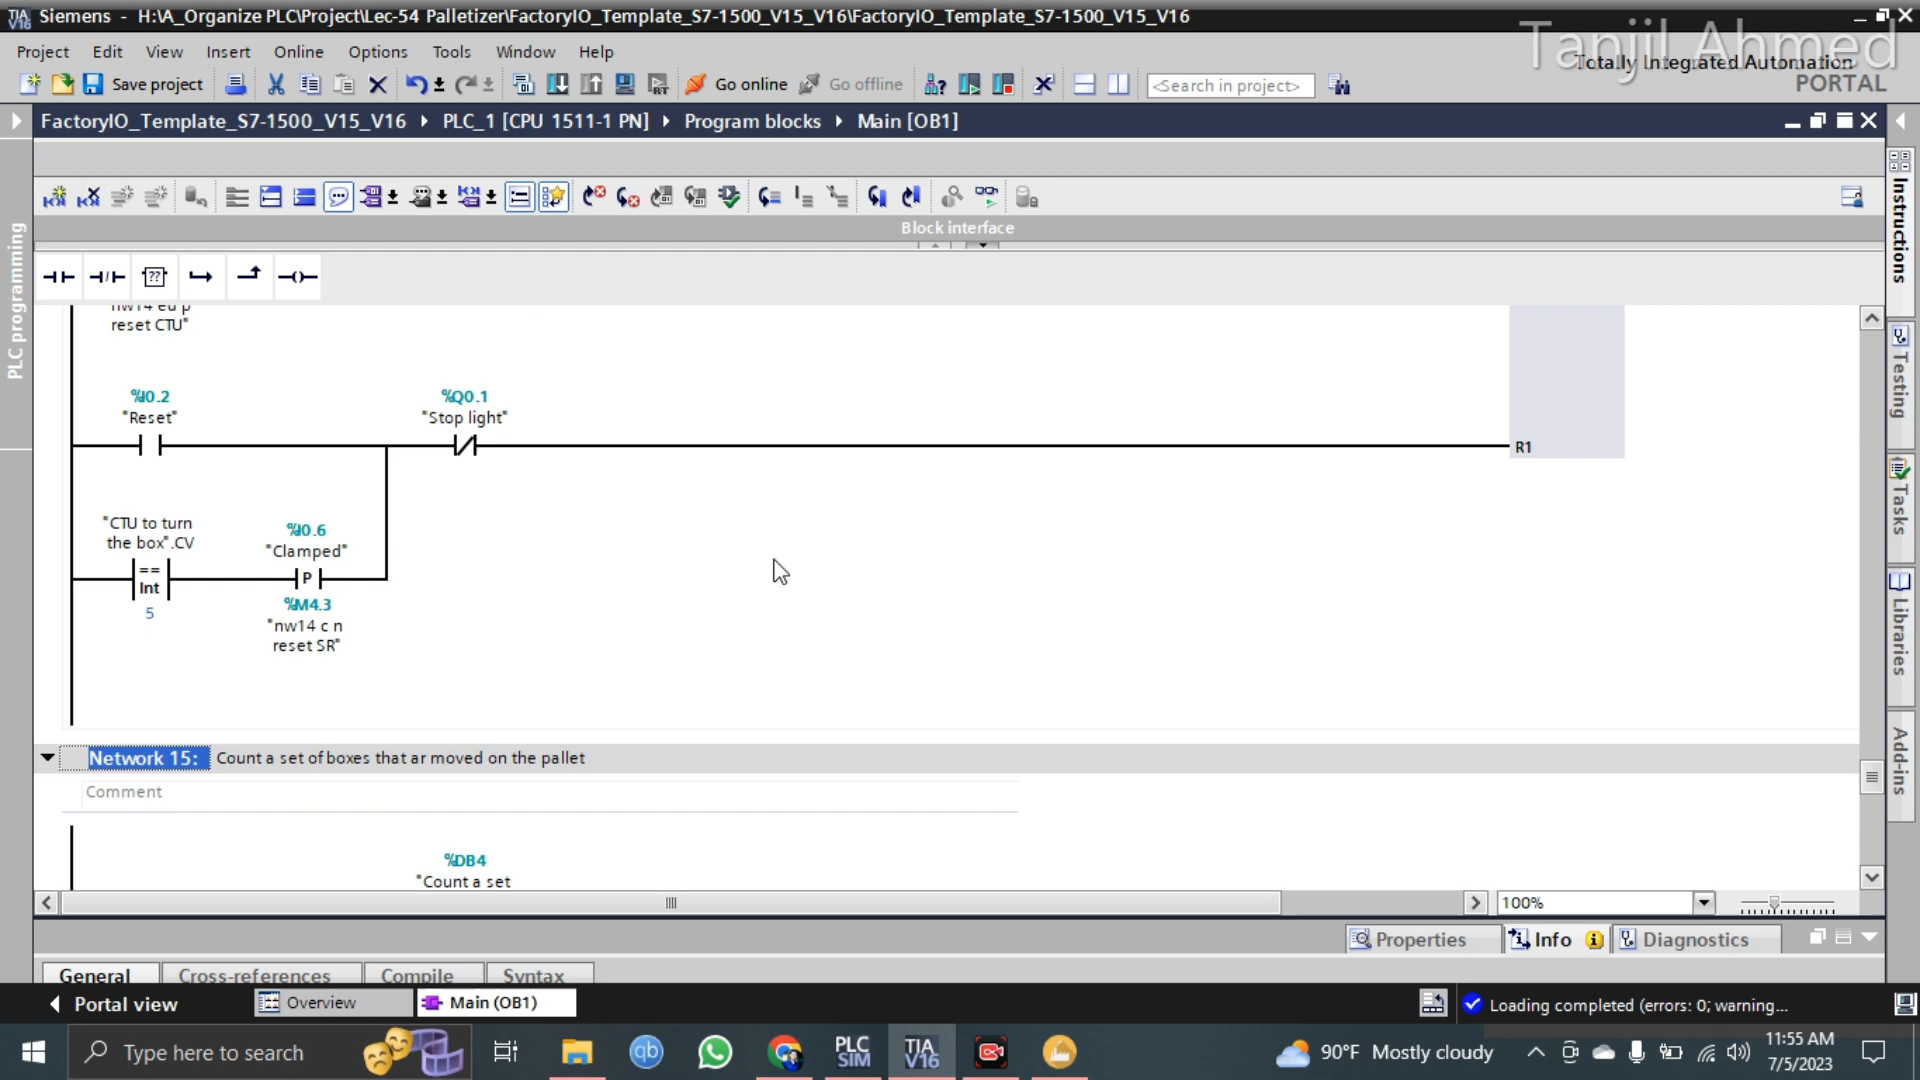 Siemens - H:\A_Organize PLC\Project\Lec-54 Palletizer\FactoryIO_Template_S7-1500_V15_V16\FactoryIO_Template_S7-1500_V15_V16
Tanjil Ahmed
Project Edit View Insert Online Options Tools Window Help
Totally Integrated Automation
PORTAL
Save project
Go online
Go offline
<Search in project>
FactoryIO_Template_S7-1500_V15_V16 PLC_1 [CPU 1511-1 PN] Program blocks Main [OB1]
Block interface
PLC programming
Instructions
Testing
Tasks
Libraries
Add-ins
??
nw14 ed p
reset CTU"
%I0.2
"Reset"
%Q0.1
"Stop light"
R1
"CTU to turn
the box".CV
==
Int
5
%I0.6
"Clamped"
P
%M4.3
"nw14 c n
reset SR"
Network 15: Count a set of boxes that ar moved on the pallet
Comment
%DB4
"Count a set
100%
Properties Info Diagnostics
General Cross-references Compile Syntax
Portal view Overview Main (OB1)
Loading completed (errors: 0; warning...
Type here to search
qb
PLC
SIM
TIA
V16
90°F Mostly cloudy
11:55 AM
7/5/2023